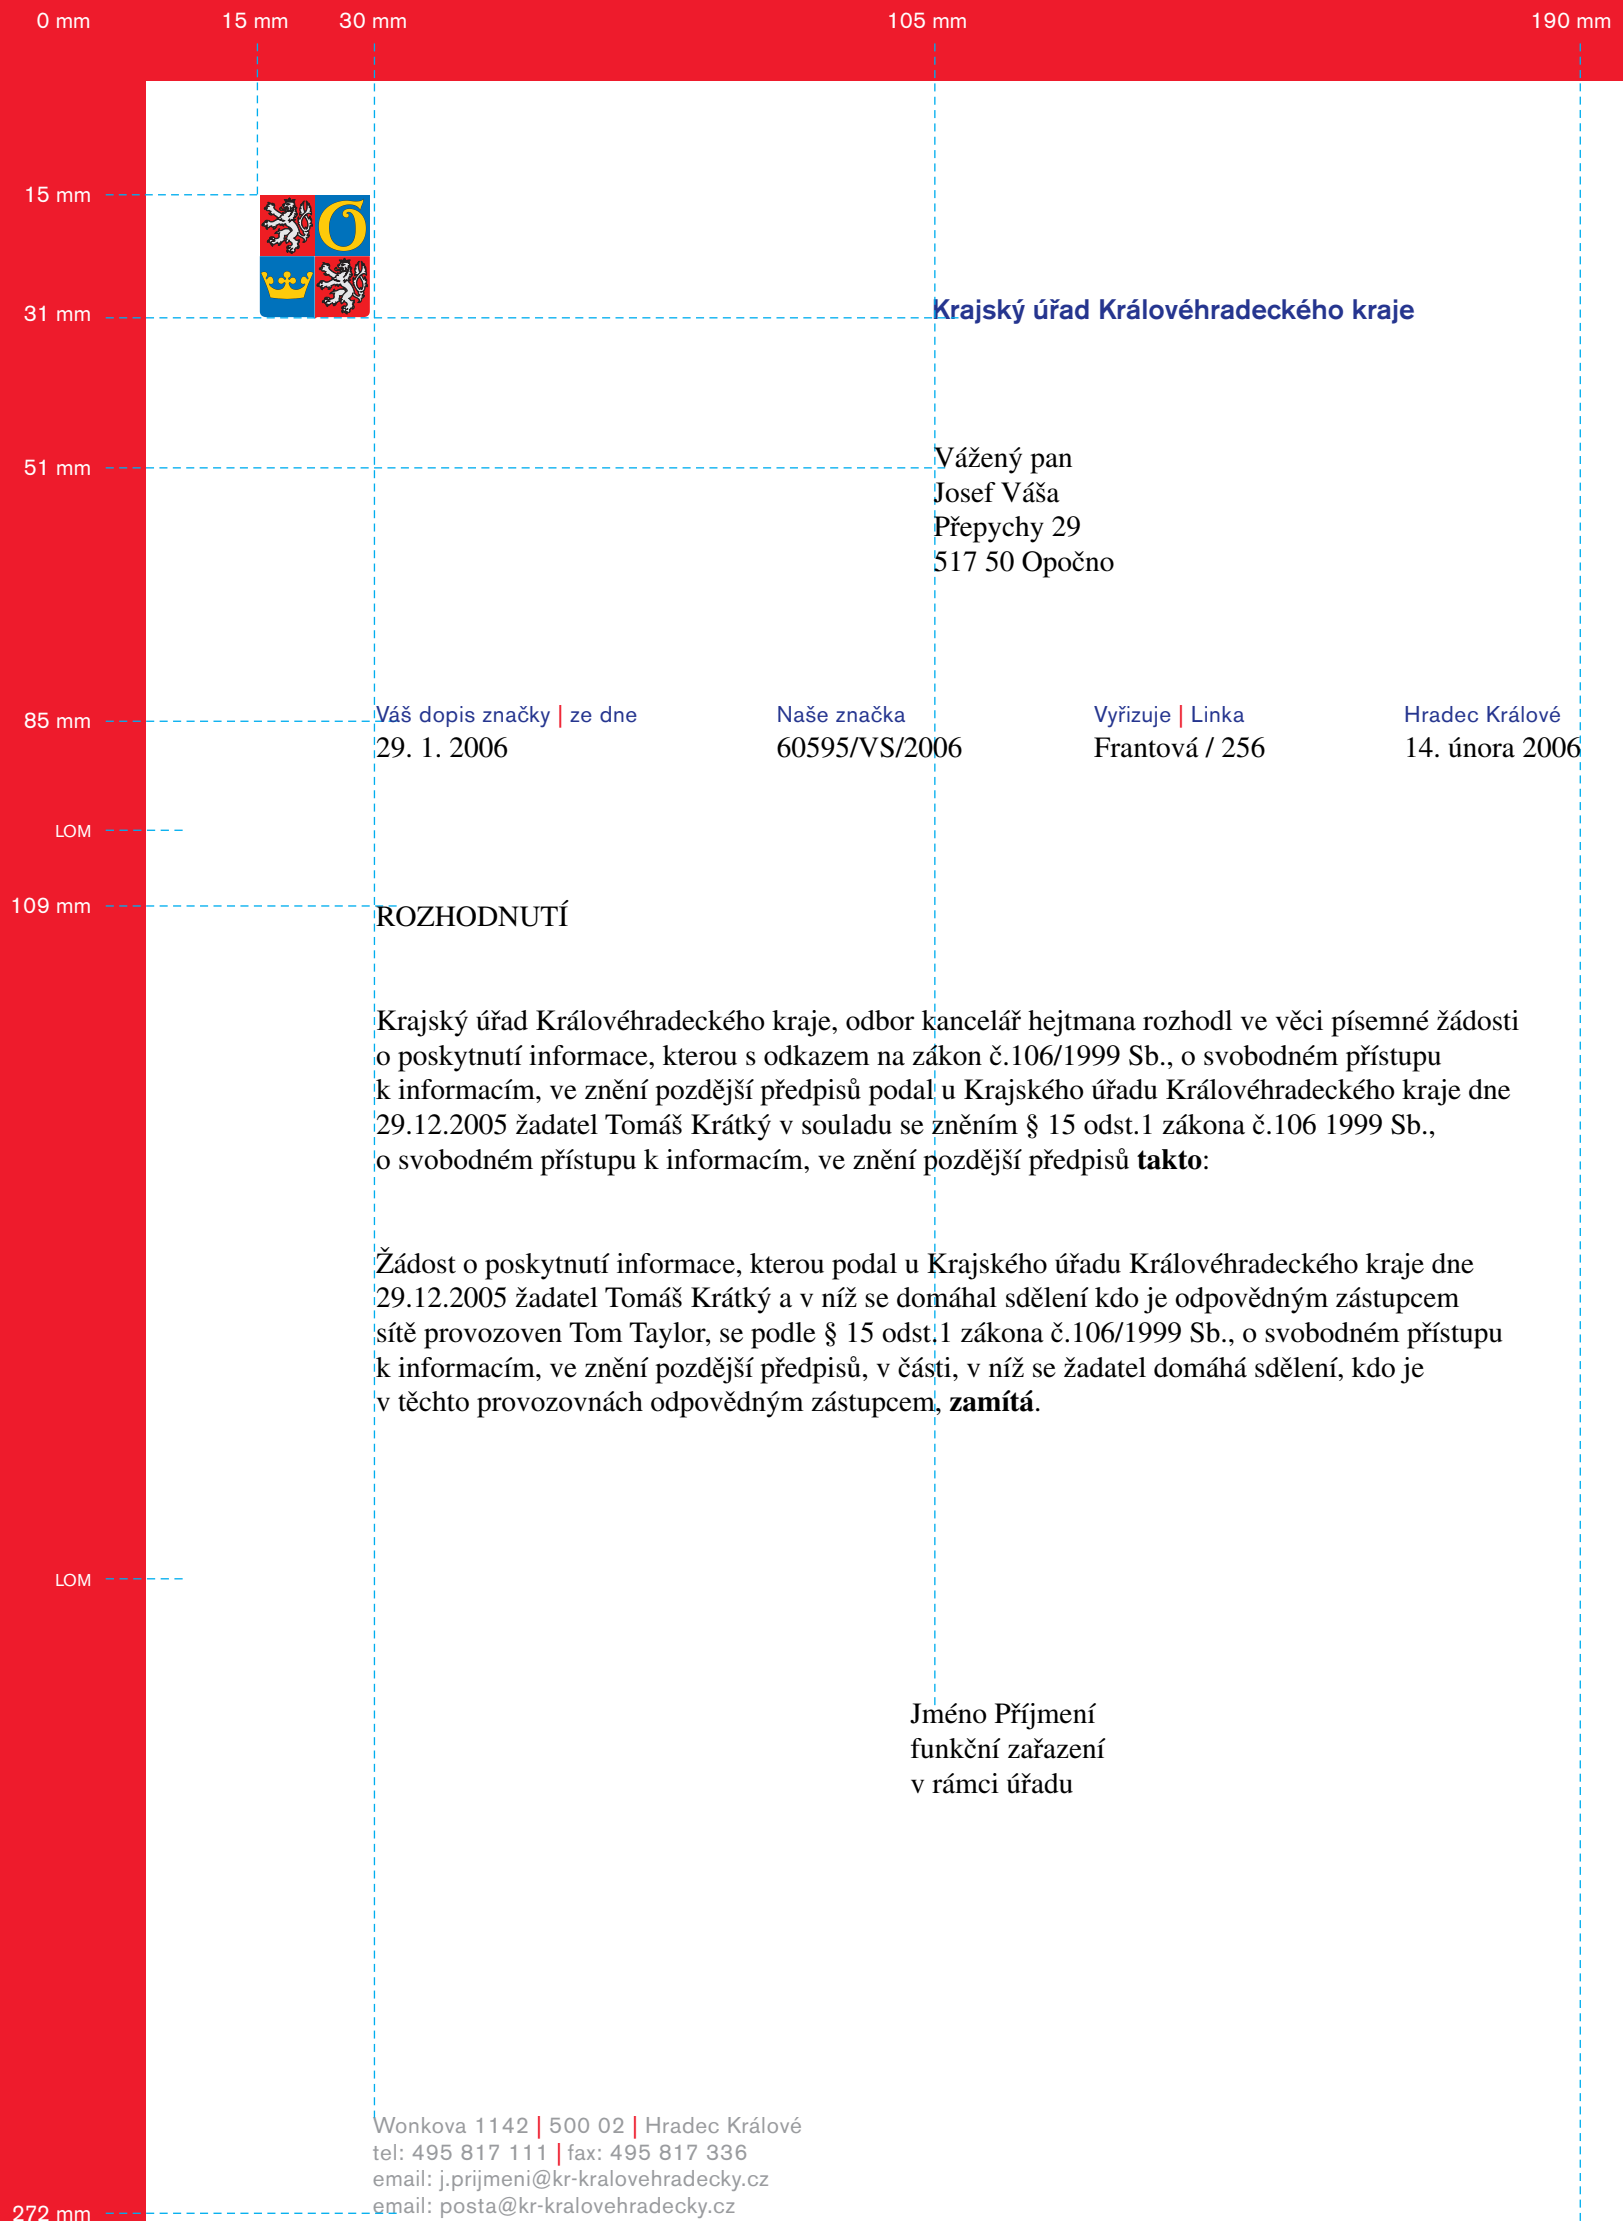 0 mm 15 mm 30 mm 105 mm 190 mm
15 mm
31 mm Krajský úřad Královéhradeckého kraje
51 mm Vážený pan
Josef Váša
Přepychy 29
517 50 Opočno
85 mm Váš dopis značky | ze dne Naše značka Vyřizuje | Linka Hradec Králové
29. 1. 2006 60595/VS/2006 Frantová / 256 14. února 2006
LOM
109 mm ROZHODNUTÍ
Krajský úřad Královéhradeckého kraje, odbor kancelář hejtmana rozhodl ve věci písemné žádosti
o poskytnutí informace, kterou s odkazem na zákon č.106/1999 Sb., o svobodném přístupu
k informacím, ve znění pozdější předpisů podal u Krajského úřadu Královéhradeckého kraje dne
29.12.2005 žadatel Tomáš Krátký v souladu se zněním § 15 odst.1 zákona č.106 1999 Sb.,
o svobodném přístupu k informacím, ve znění pozdější předpisů takto:
Žádost o poskytnutí informace, kterou podal u Krajského úřadu Královéhradeckého kraje dne
29.12.2005 žadatel Tomáš Krátký a v níž se domáhal sdělení kdo je odpovědným zástupcem
sítě provozoven Tom Taylor, se podle § 15 odst.1 zákona č.106/1999 Sb., o svobodném přístupu
k informacím, ve znění pozdější předpisů, v části, v níž se žadatel domáhá sdělení, kdo je
v těchto provozovnách odpovědným zástupcem, zamítá.
LOM
Jméno Příjmení
funkční zařazení
v rámci úřadu
Wonkova 1142 | 500 02 | Hradec Králové
tel: 495 817 111 | fax: 495 817 336
email: j.prijmeni@kr-kralovehradecky.cz
272 mm email: posta@kr-kralovehradecky.cz